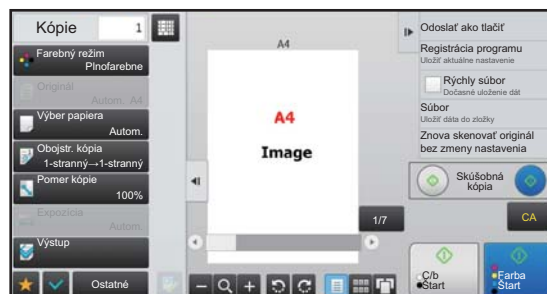 Kópie
1
Farebný režim
Plnofarebne
Originál
Autom. A4
Výber papiera
Autom.
Obojstr. kópia
1-stranný→1-stranný
Pomer kópie
100%
Expozícia
Autom.
Výstup
Ostatné
A4
A4
Image
1/7
Odoslať ako tlačiť
Registrácia programu
Uložiť aktuálne nastavenie
Rýchly súbor
Dočasné uloženie dát
Súbor
Uložiť dáta do zložky
Znova skenovať originál
bez zmeny nastavenia
Skúšobná
kópia
CA
Č/b
Štart
Farba
Štart